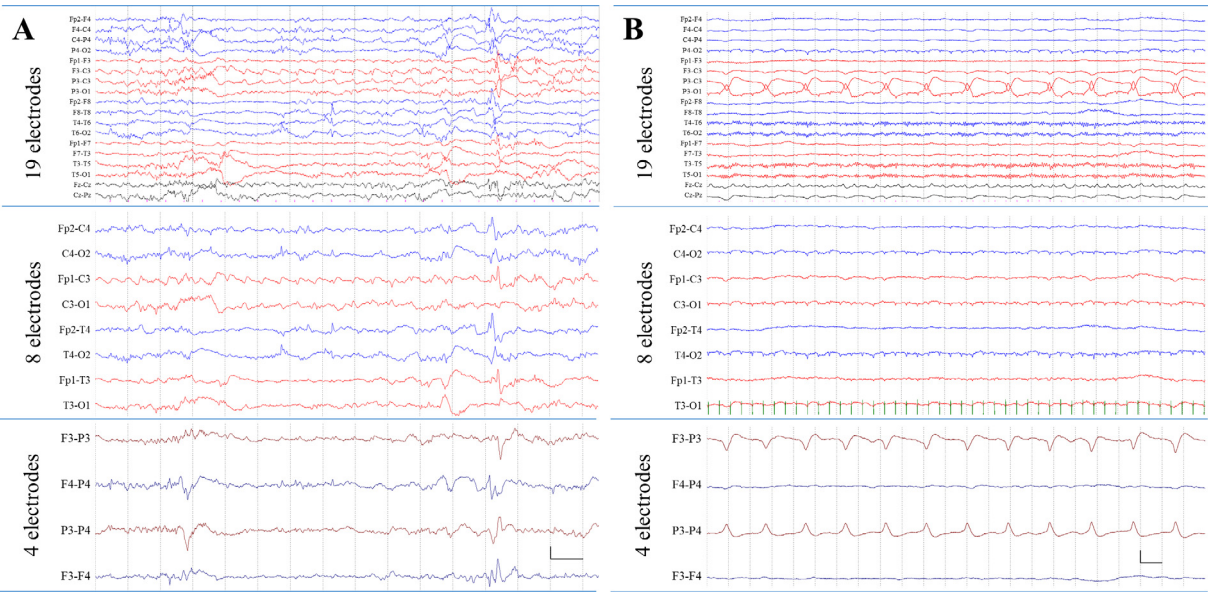 A
19 electrodes
Fp2-F4
F4-C4
C4-P4
P4-O2
Fp1-F3
F3-C3
P3-C3
P3-O1
Fp2-F8
F8-T8
T4-T6
T6-O2
Fp1-F7
F7-T3
T3-T5
T5-O1
Fz-Cz
Cz-Pz
8 electrodes
Fp2-C4
C4-O2
Fp1-C3
C3-O1
Fp2-T4
T4-O2
Fp1-T3
T3-O1
4 electrodes
F3-P3
F4-P4
P3-P4
F3-F4
B
19 electrodes
Fp2-F4
F4-C4
C4-P4
P4-O2
Fp1-F3
F3-C3
P3-C3
P3-O1
Fp2-F8
F8-T8
T4-T6
T6-O2
Fp1-F7
F7-T3
T3-T5
T5-O1
Fz-Cz
Cz-Pz
8 electrodes
Fp2-C4
C4-O2
Fp1-C3
C3-O1
Fp2-T4
T4-O2
Fp1-T3
T3-O1
4 electrodes
F3-P3
F4-P4
P3-P4
F3-F4